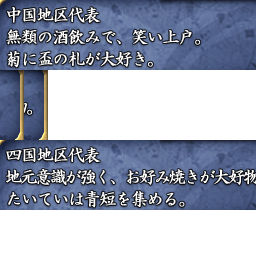 中国地区代表
無類の酒飲みで、笑い上戸。
菊に盃の札が大好き。
。
四国地区代表
地元意識が強く、お好み焼きが大好物
たいていは青短を集める。